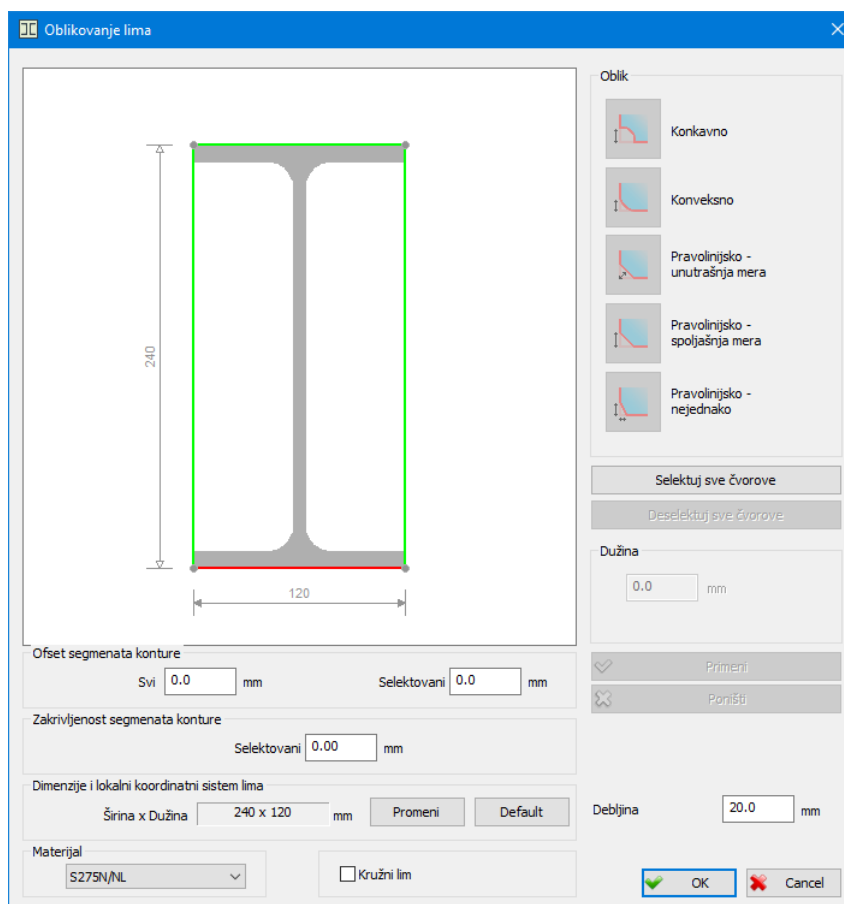 Oblikovanje lima
240
120
Oblik
Konkavno
Konveksno
Pravolinijsko -
unutrašnja mera
Pravolinijsko -
spoljašnja mera
Pravolinijsko -
nejednako
Selektuj sve čvorove
Deselektuj sve čvorove
Dužina
0.0 mm
Primeni
Poništi
Ofset segmenata konture
Svi 0.0 mm Selektovani 0.0 mm
Zakrivljenost segmenata konture
Selektovani 0.00 mm
Dimenzije i lokalni koordinatni sistem lima
Širina x Dužina 240 x 120 mm Promeni Default
Debljina 20.0 mm
Materijal
S275N/NL
Kružni lim
OK Cancel